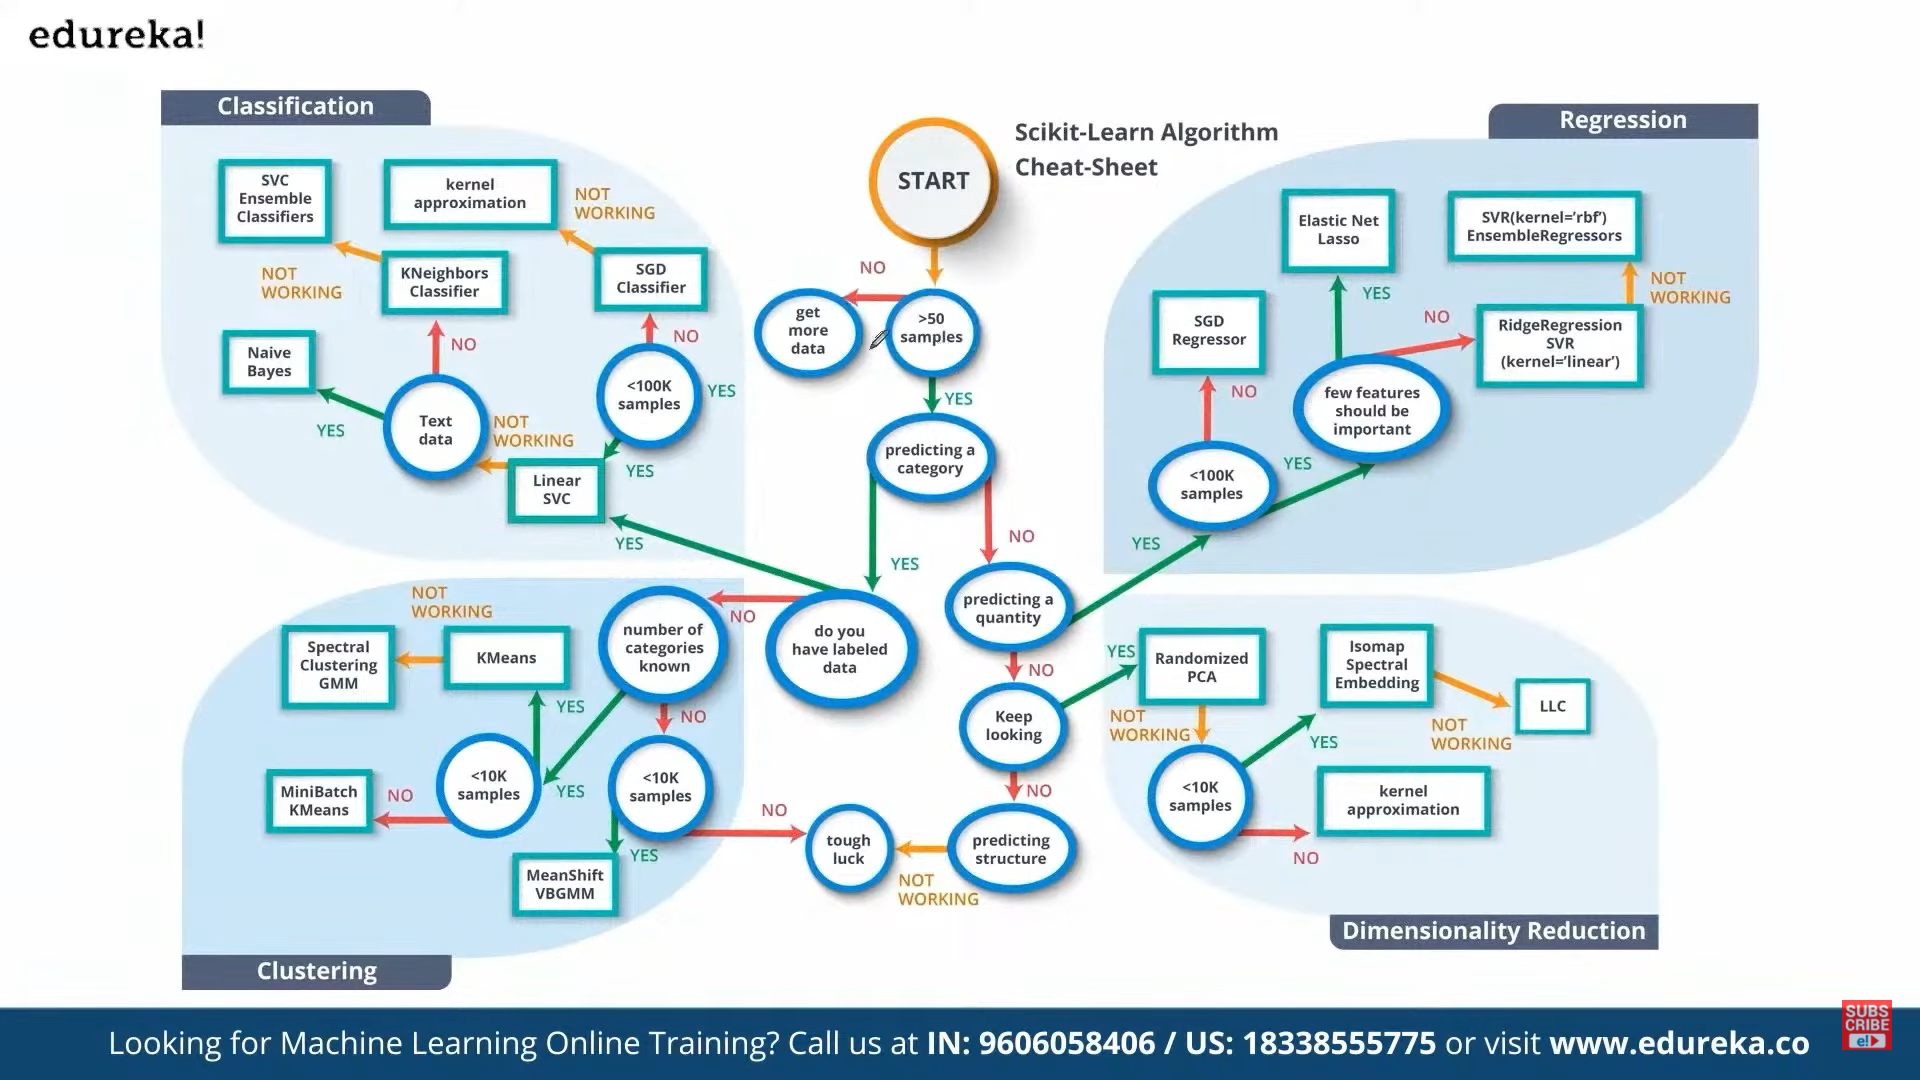 edureka!
Classification
SVC
Ensemble
Classifiers
kernel
approximation
NOT
WORKING
KNeighbors
Classifier
NOT
WORKING
SGD
Classifier
NO
NO
Naive
Bayes
<100K
samples
YES
Text
data
YES
NOT
WORKING
YES
Linear
SVC
YES
Scikit-Learn Algorithm
Cheat-Sheet
START
NO
get
more
data
>50
samples
YES
predicting a
category
NO
YES
do you
have labeled
data
NO
predicting a
quantity
YES
NO
Keep
looking
YES
NO
predicting
structure
NOT
WORKING
tough
luck
NO
Regression
Elastic Net
Lasso
SVR(kernel='rbf')
EnsembleRegressors
YES
NOT
WORKING
SGD
Regressor
NO
RidgeRegression
SVR
(kernel='linear')
NO
few features
should be
important
YES
<100K
samples
NOT
WORKING
number of
categories
known
Spectral
Clustering
GMM
KMeans
YES
NO
<10K
samples
YES
<10K
samples
MiniBatch
KMeans
NO
YES
MeanShift
VBGMM
Clustering
Randomized
PCA
Isomap
Spectral
Embedding
LLC
NOT
WORKING
NOT
WORKING
YES
<10K
samples
kernel
approximation
NO
Dimensionality Reduction
Looking for Machine Learning Online Training? Call us at IN: 9606058406 / US: 18338555775 or visit www.edureka.co
SUBS
CRIBE
e!